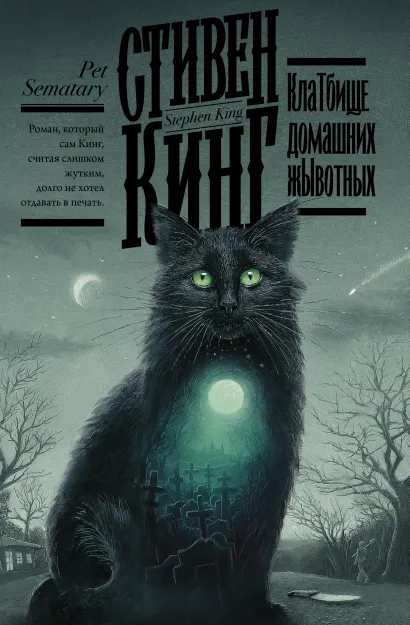 Pet
Sematary
Роман, который
сам Кинг,
считая слишком
жутким,
долго не хотел
отдавать в печать.
СТИВЕН
Stephen King
КИНГ
КлаТбище
домашних
жЫвотных